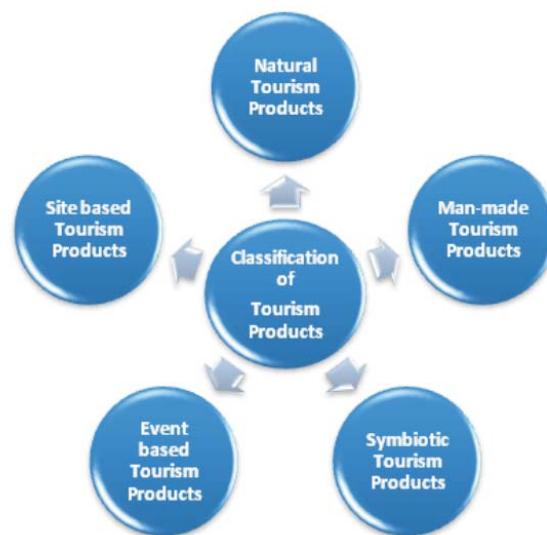 Natural
Tourism
Products
Site based
Tourism
Products
Man-made
Tourism
Products
Classification
of
Tourism
Products
Event
based
Tourism
Products
Symbiotic
Tourism
Products